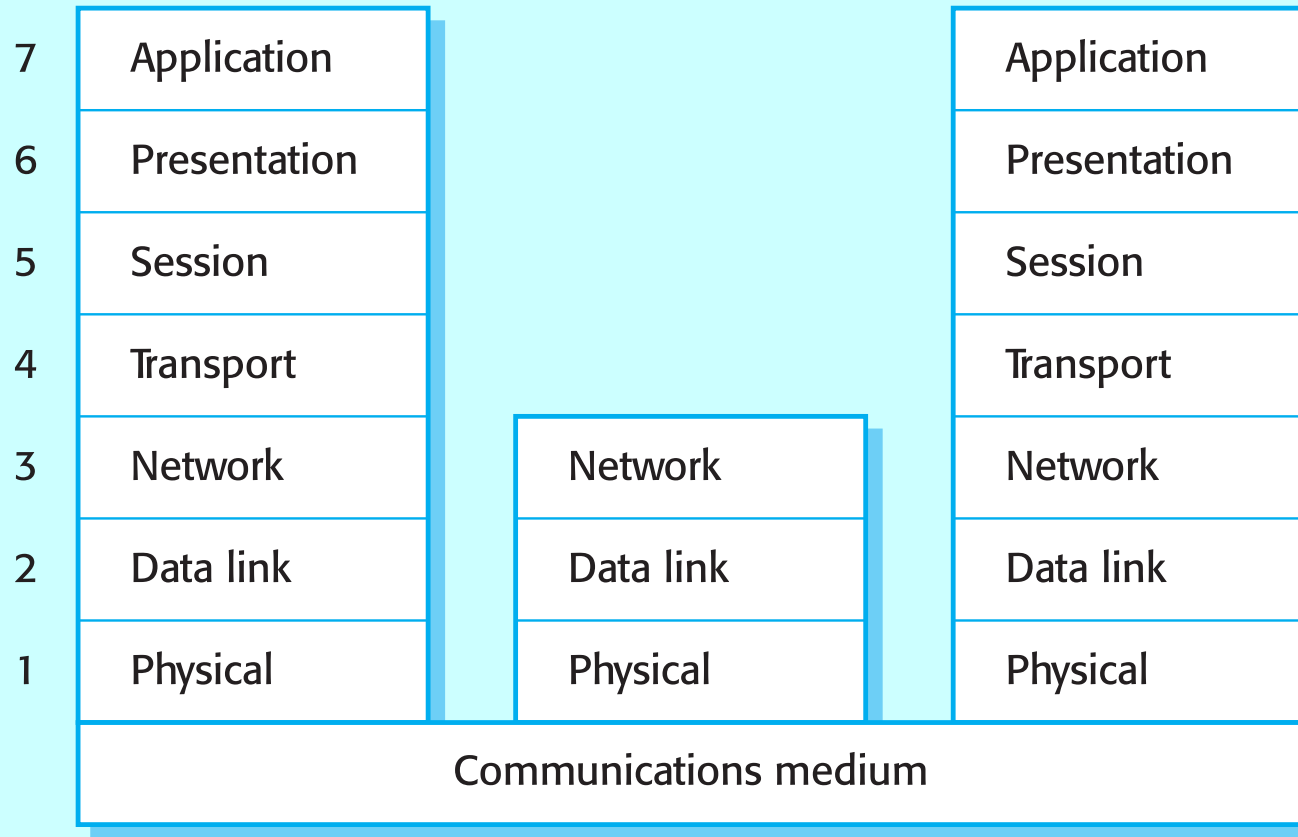 7 Application Application
6 Presentation Presentation
5 Session Session
4 Transport Transport
3 Network Network Network
2 Data link Data link Data link
1 Physical Physical Physical
Communications medium